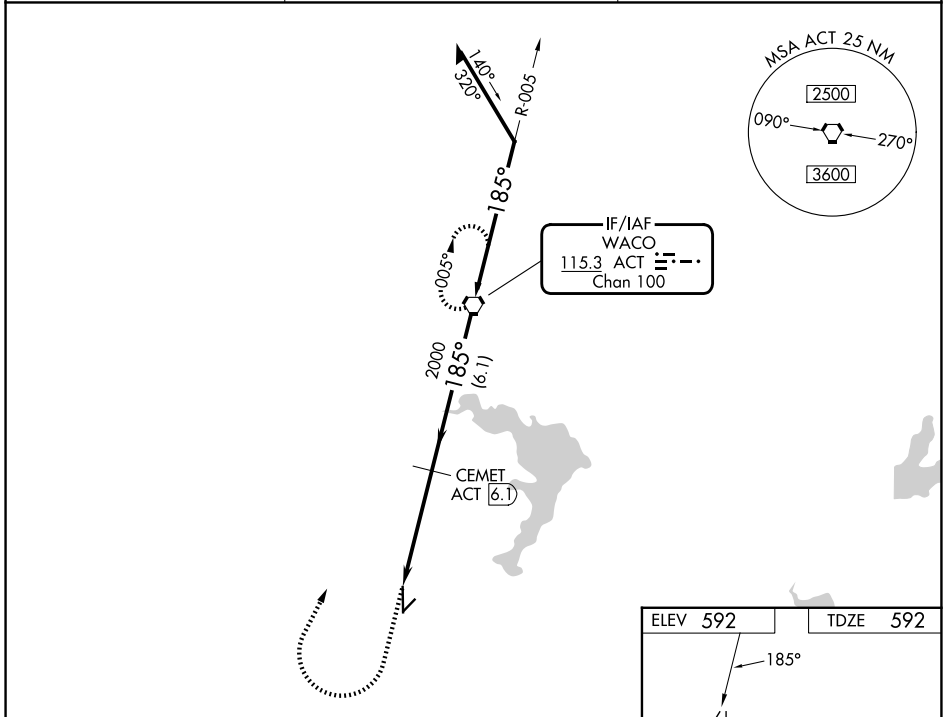 140°
320°
R-005
185°
MSA ACT 25 NM
2500
090°
270°
3600
005°
IF/IAF
WACO
115.3 ACT
Chan 100
2000
185°
(6.1)
CEMET
ACT 6.1
ELEV 592
TDZE 592
185°